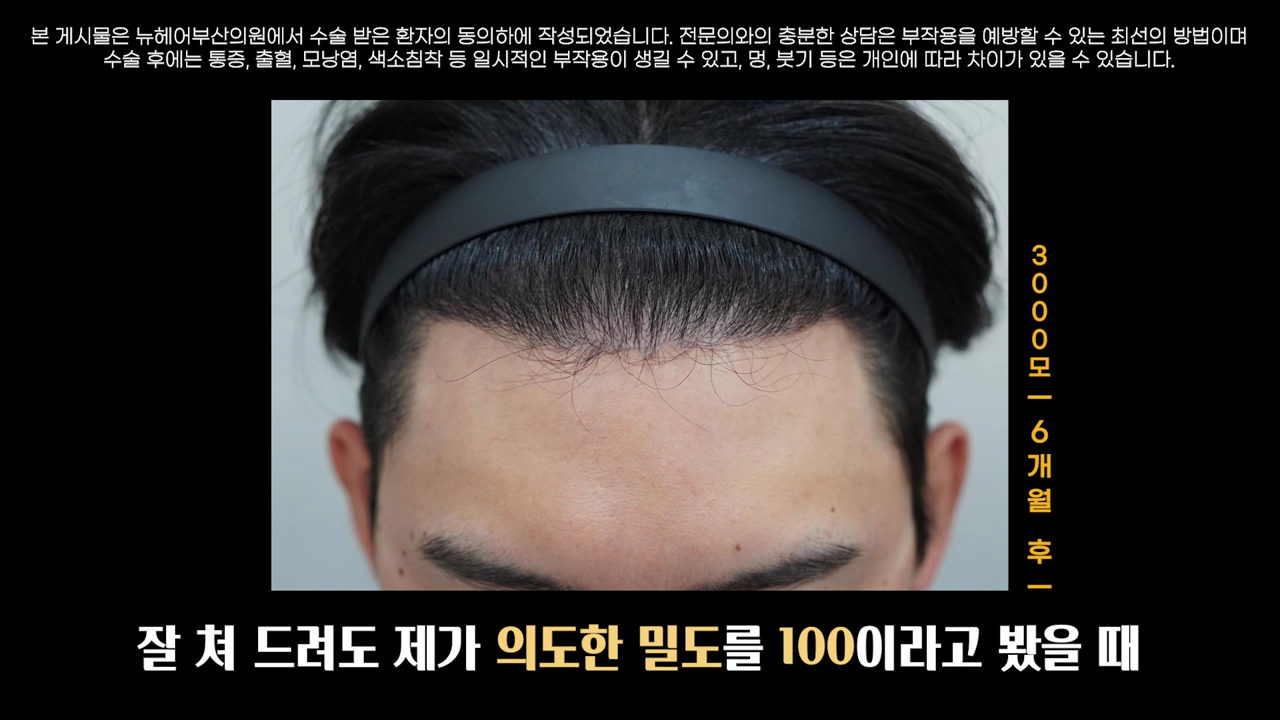 본 게시물은 뉴헤어부산의원에서 수술 받은 환자의 동의하에 작성되었습니다. 전문의와의 충분한 상담은 부작용을 예방할 수 있는 최선의 방법이며
수술 후에는 통증, 출혈, 모낭염, 색소침착 등 일시적인 부작용이 생길 수 있고, 멍, 붓기 등은 개인에 따라 차이가 있을 수 있습니다.
3000모ㅡ 6개월 후ㅡ
잘 쳐 드려도 제가 의도한 밀도를 100이라고 봤을 때